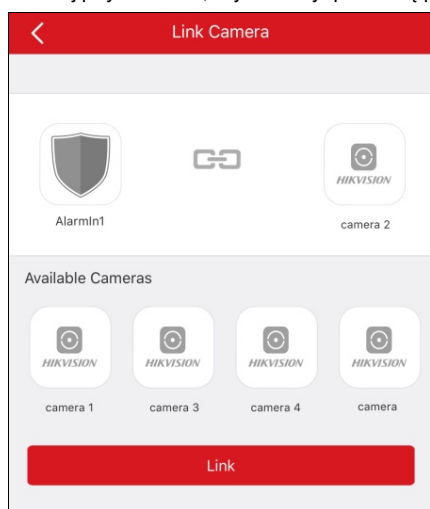 Link Camera
HIKVISION
AlarmIn1
camera 2
Available Cameras
HIKVISION HIKVISION HIKVISION HIKVISION
camera 1 camera 3 camera 4 camera
Link